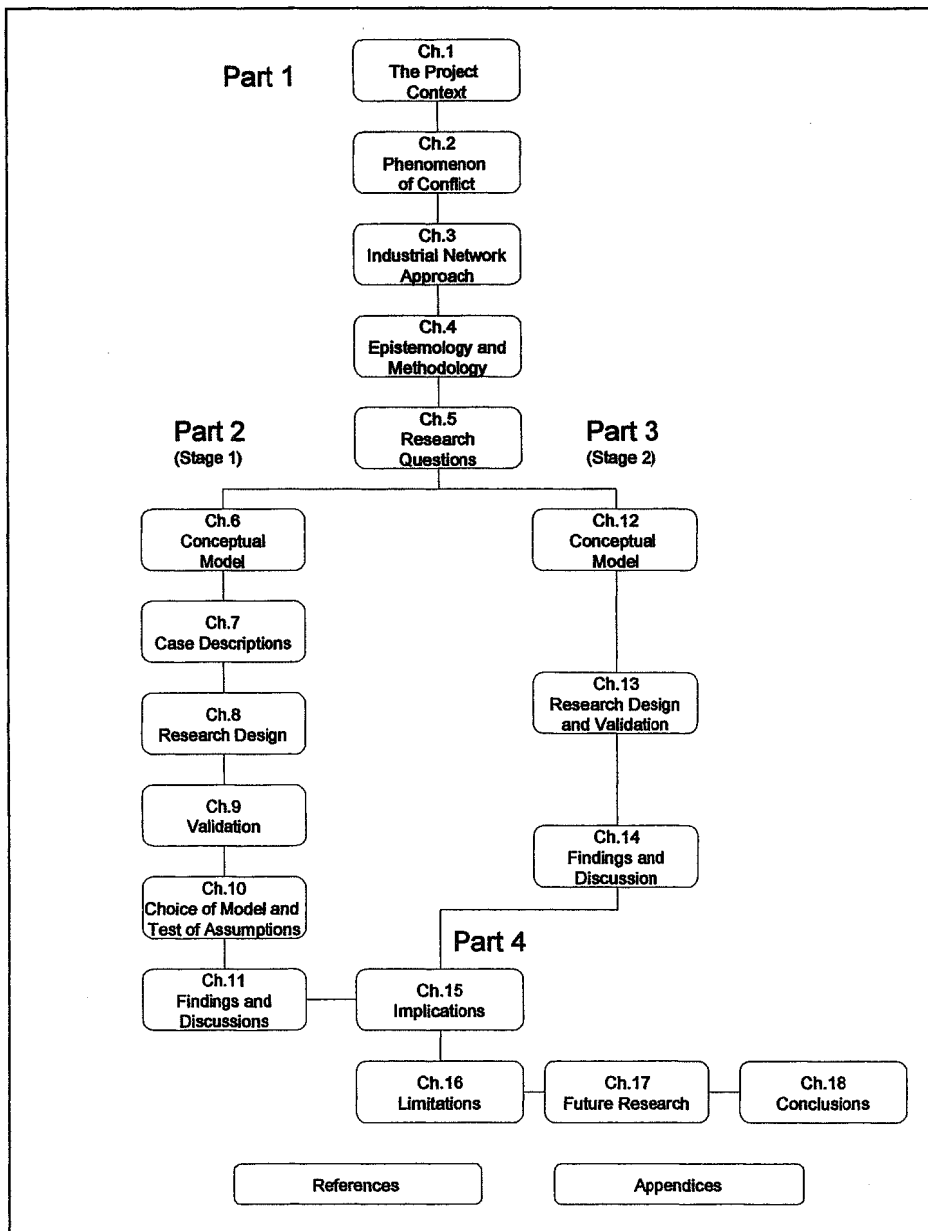 Part 1
Ch.1
The Project
Context
Ch.2
Phenomenon
of Conflict
Ch.3
Industrial Network
Approach
Ch.4
Epistemology and
Methodology
Ch.5
Research
Questions
Part 2
(Stage 1)
Ch.6
Conceptual
Model
Ch.7
Case Descriptions
Ch.8
Research Design
Ch.9
Validation
Ch.10
Choice of Model and
Test of Assumptions
Ch.11
Findings and
Discussions
Part 3
(Stage 2)
Ch.12
Conceptual
Model
Ch.13
Research Design
and Validation
Ch.14
Findings and
Discussion
Part 4
Ch.15
Implications
Ch.16
Limitations
Ch.17
Future Research
Ch.18
Conclusions
References
Appendices